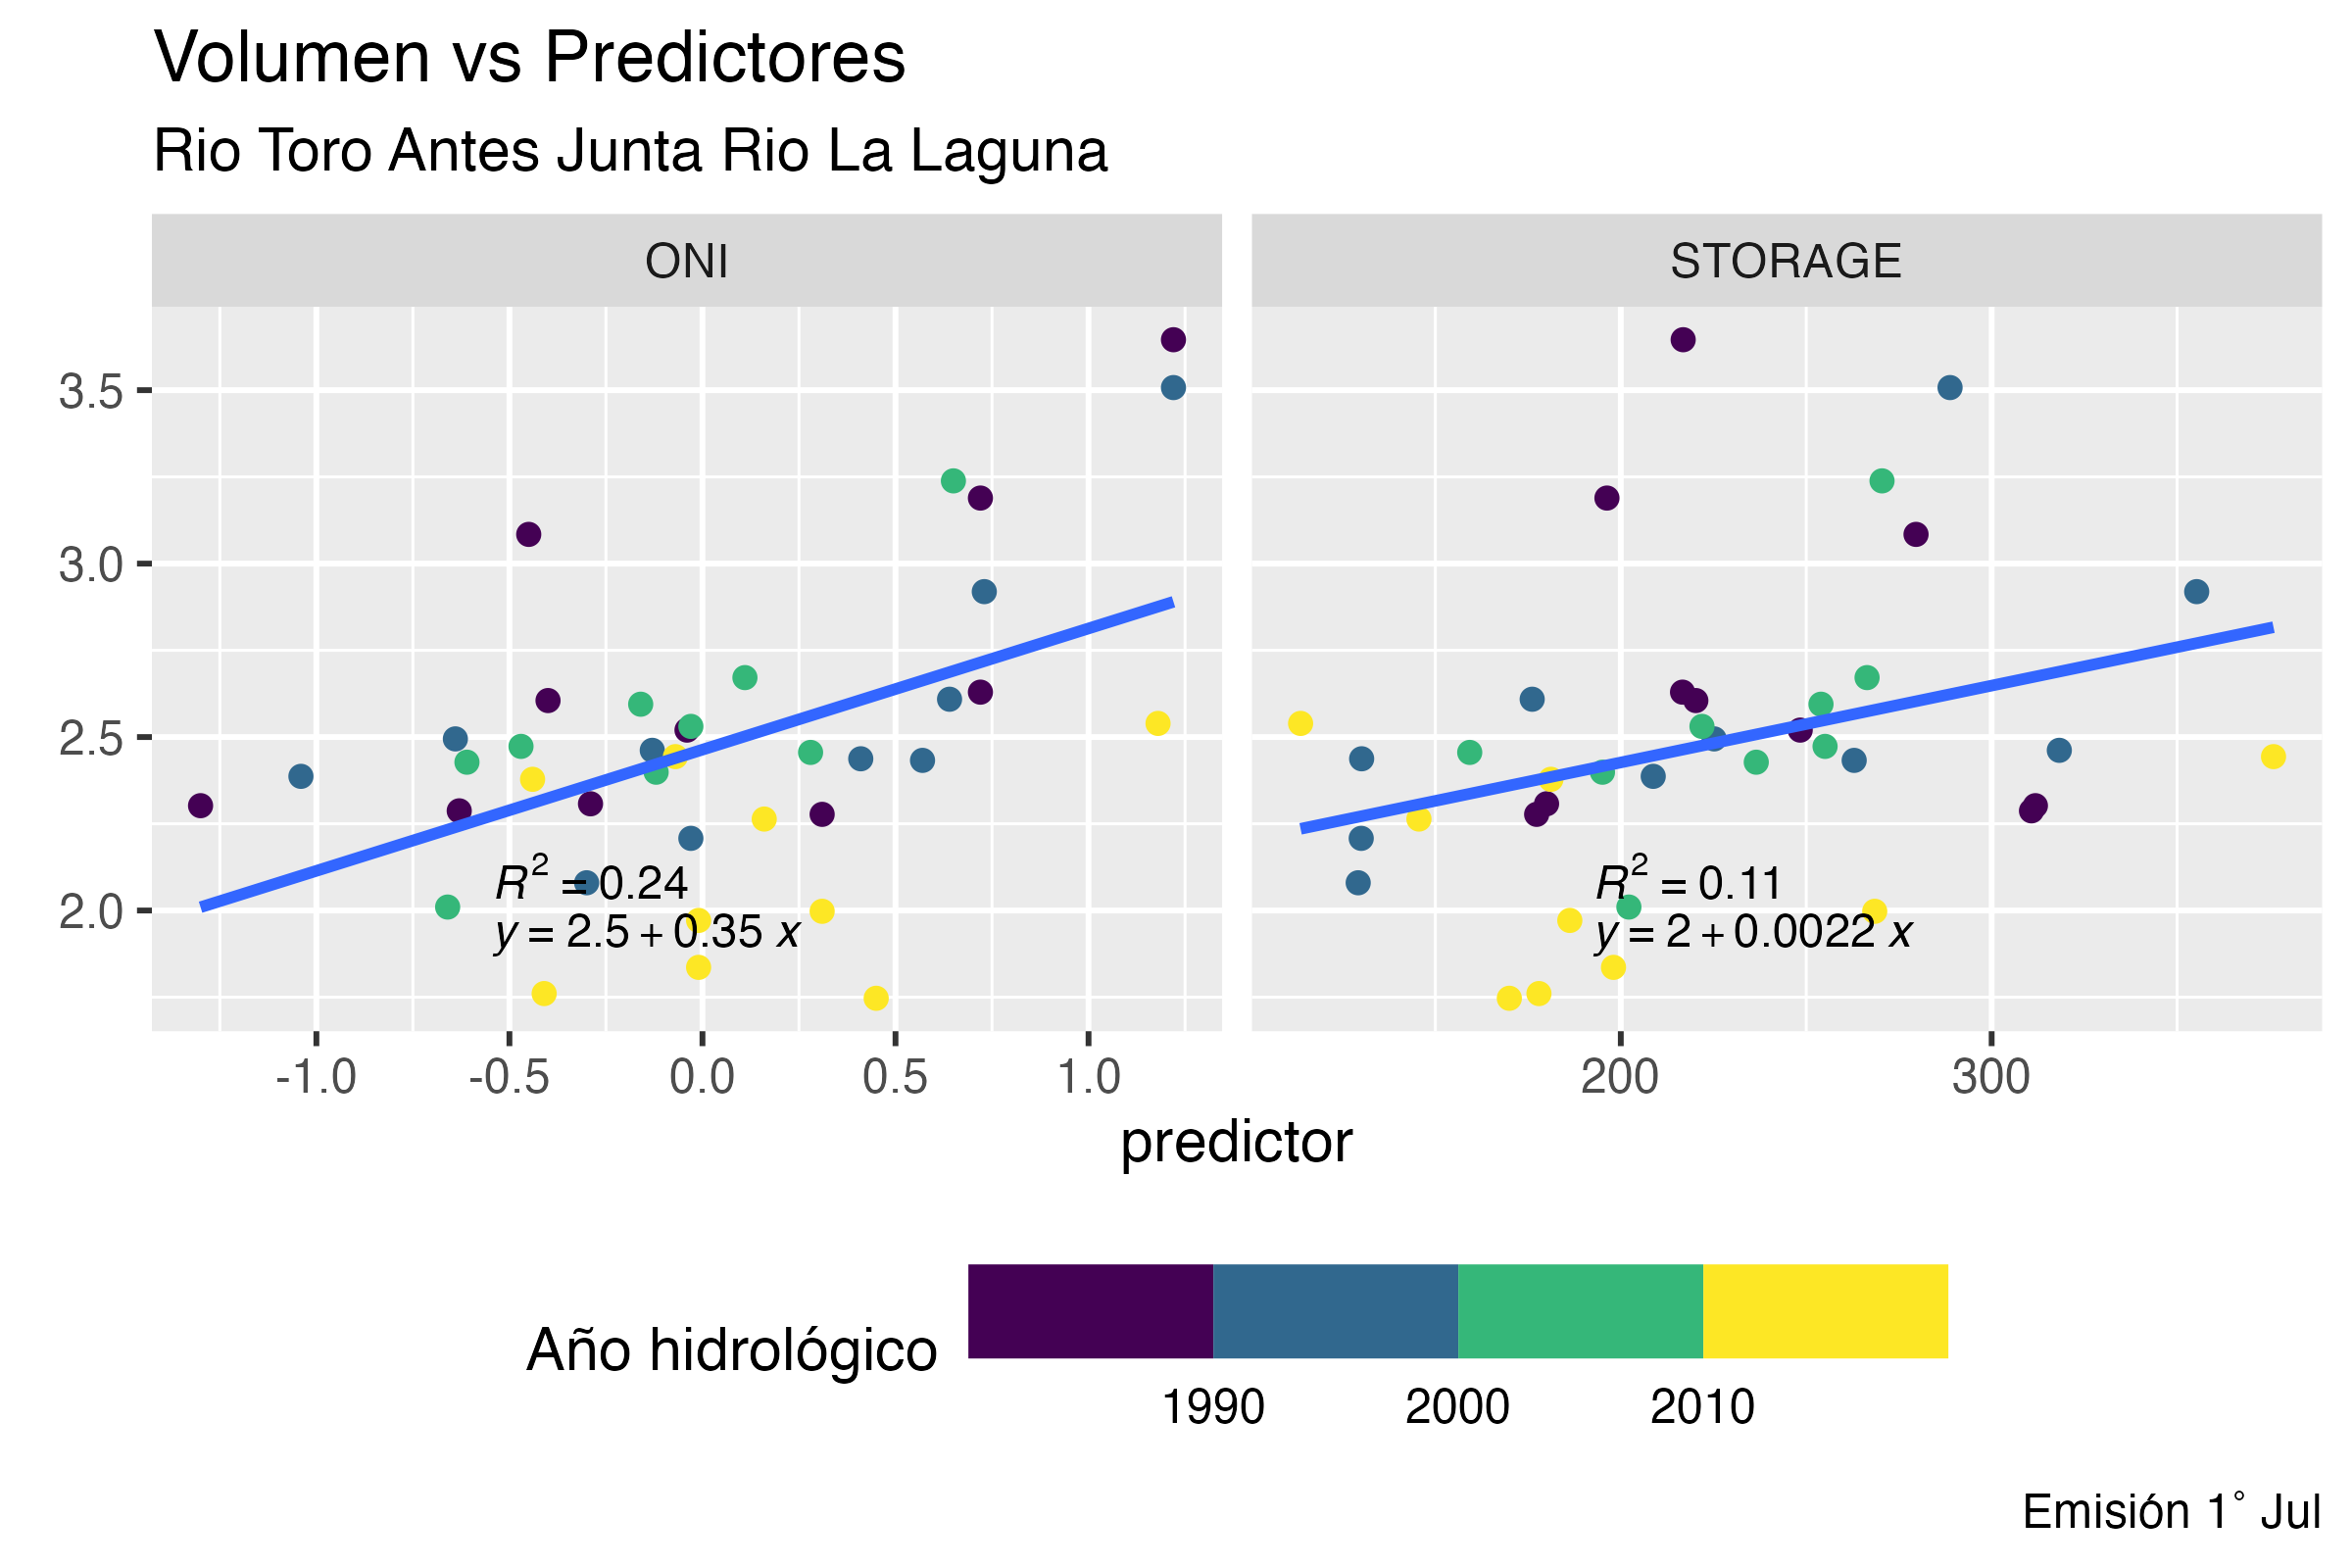 Volumen vs Predictores
Rio Toro Antes Junta Rio La Laguna
ONI
STORAGE
3.5
3.0
2.5
2.0
R² = 0.24
y = 2.5 + 0.35 x
R² = 0.11
y = 2 + 0.0022 x
-1.0 -0.5 0.0 0.5 1.0
200 300
predictor
Año hidrológico
1990 2000 2010
Emisión 1° Jul